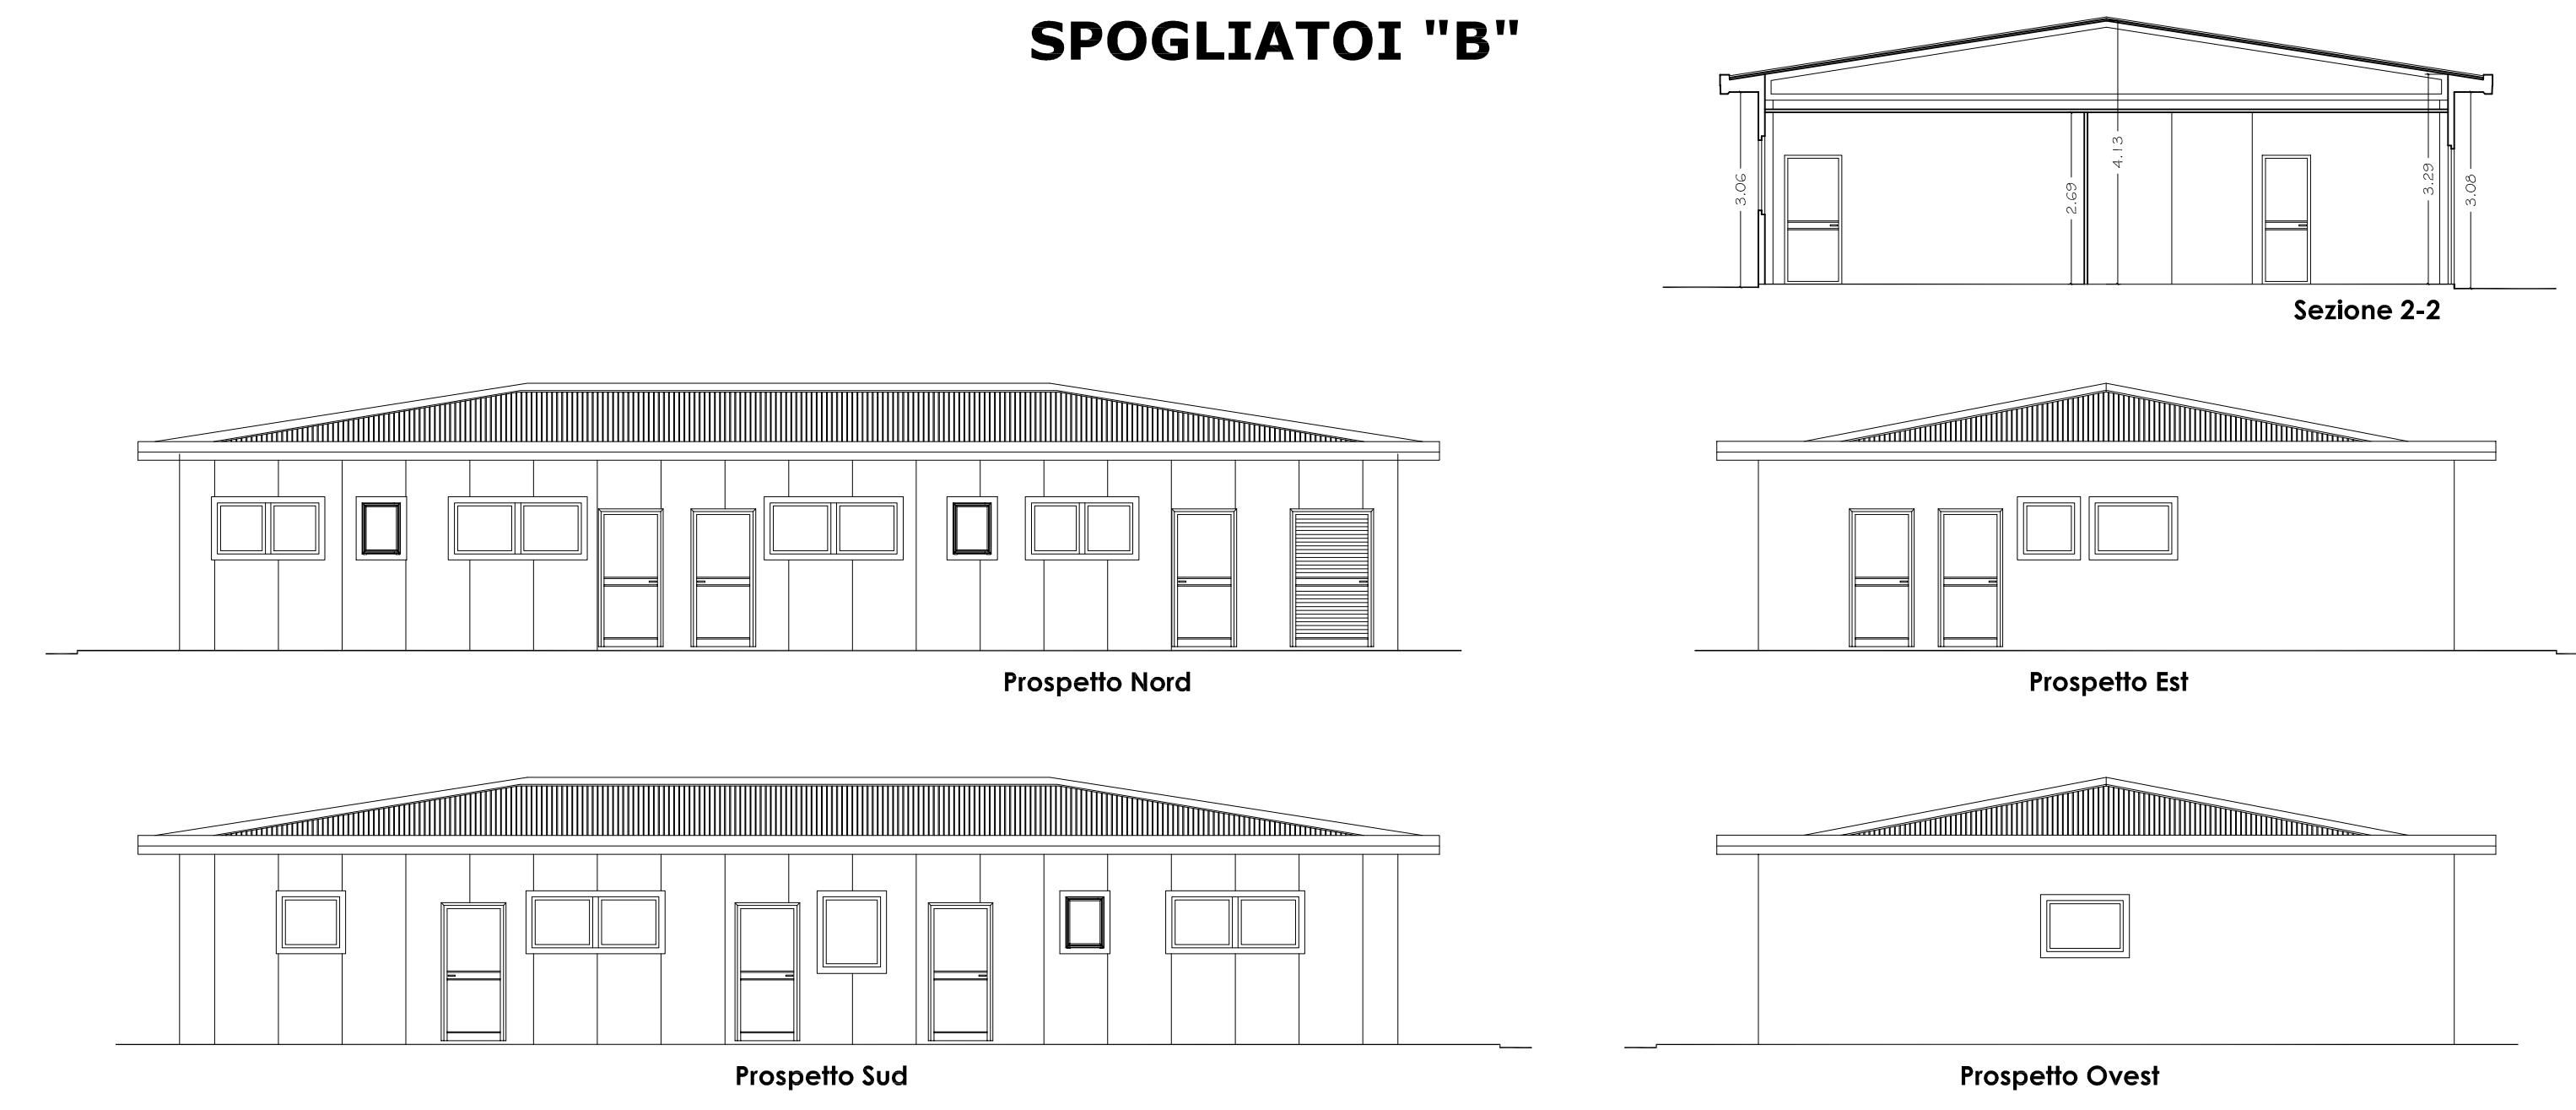 SPOGLIATOI "B"
3.06
2.69
4.13
3.29
3.08
Sezione 2-2
Prospetto Nord
Prospetto Est
Prospetto Sud
Prospetto Ovest